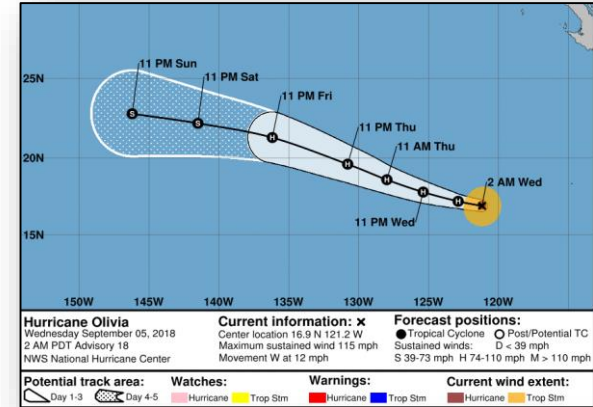 11 PM Sun
25N
11 PM Sat
11 PM Fri
11 PM Thu
20N
11 AM Thu
2 AM Wed
H
S
S
H
H
H
H
11 PM Wed
15N
150W 145W 140W 135W 130W 125W 120W
Hurricane Olivia
Wednesday September 05, 2018
2 AM PDT Advisory 18
NWS National Hurricane Center
Current information: ×
Center location 16.9 N 121.2 W
Maximum sustained wind 115 mph
Movement W at 12 mph
Forecast positions:
● Tropical Cyclone ○ Post/Potential TC
Sustained winds: D < 39 mph
S 39-73 mph H 74-110 mph M > 110 mph
Potential track area:
Day 1-3 Day 4-5
Watches:
Hurricane Trop Stm
Warnings:
Hurricane Trop Stm
Current wind extent:
Hurricane Trop Stm